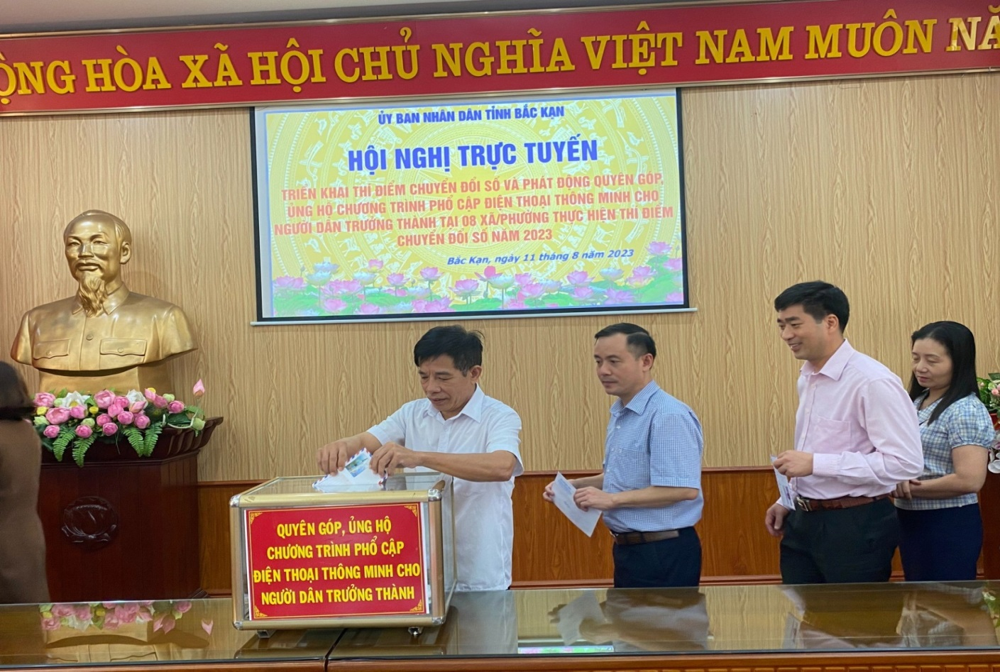 ỘNG HÒA XÃ HỘI CHỦ NGHĨA VIỆT NAM MUÔN NĂ
ỦY BAN NHÂN DÂN TỈNH BẮC KẠN
HỘI NGHỊ TRỰC TUYẾN
TRIỂN KHAI THÍ ĐIỂM CHUYỂN ĐỔI SỐ VÀ PHÁT ĐỘNG QUYÊN GÓP,
ỦNG HỘ CHƯƠNG TRÌNH PHỔ CẬP ĐIỆN THOẠI THÔNG MINH CHO
NGƯỜI DÂN TRƯỞNG THÀNH TẠI 08 XÃ/PHƯỜNG THỰC HIỆN THÍ ĐIỂM
CHUYỂN ĐỔI SỐ NĂM 2023
Bắc Kạn, ngày 11 tháng 8 năm 2023
QUYÊN GÓP, ỦNG HỘ
CHƯƠNG TRÌNH PHỔ CẬP
ĐIỆN THOẠI THÔNG MINH CHO
NGƯỜI DÂN TRƯỞNG THÀNH